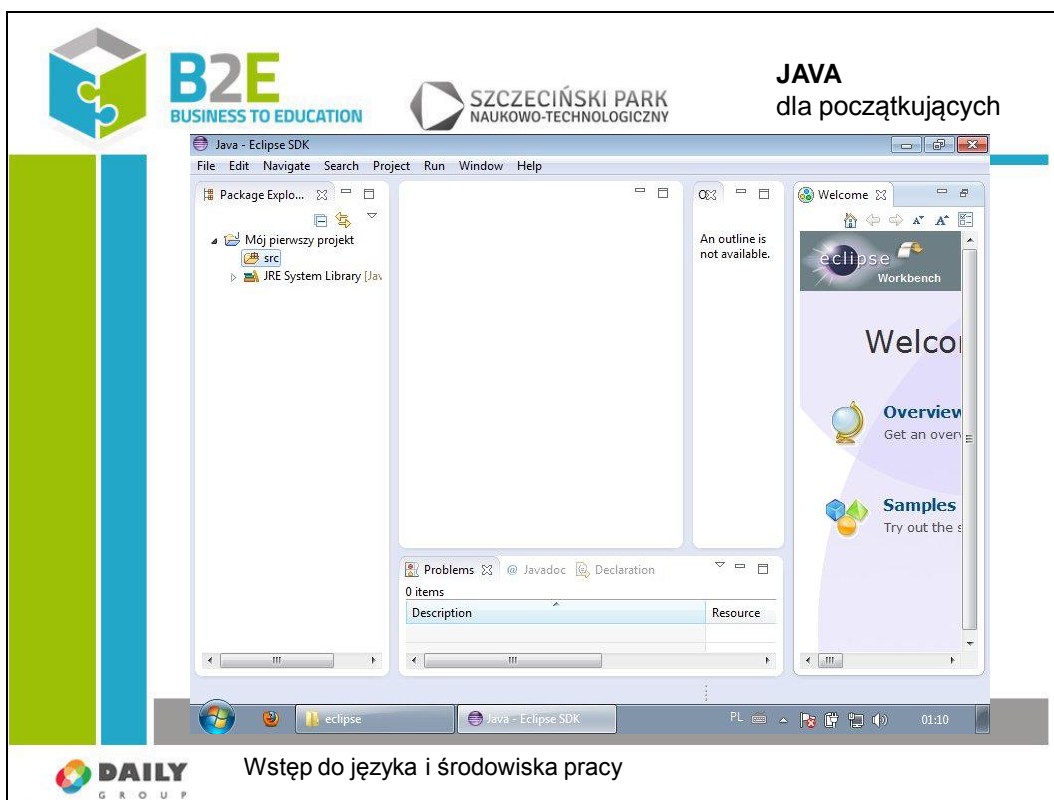 B2E
BUSINESS TO EDUCATION
SZCZECIŃSKI PARK
NAUKOWO-TECHNOLOGICZNY
JAVA
dla początkujących
Java - Eclipse SDK
File Edit Navigate Search Project Run Window Help
Package Explo...
Mój pierwszy projekt
src
JRE System Library [Jav
An outline is
not available.
Welcome
eclipse
Workbench
Welco
Overview
Get an over
Samples
Try out the s
Problems @ Javadoc Declaration
0 items
Description Resource
eclipse
Java - Eclipse SDK
PL
01:10
DAILY
GROUP
Wstęp do języka i środowiska pracy